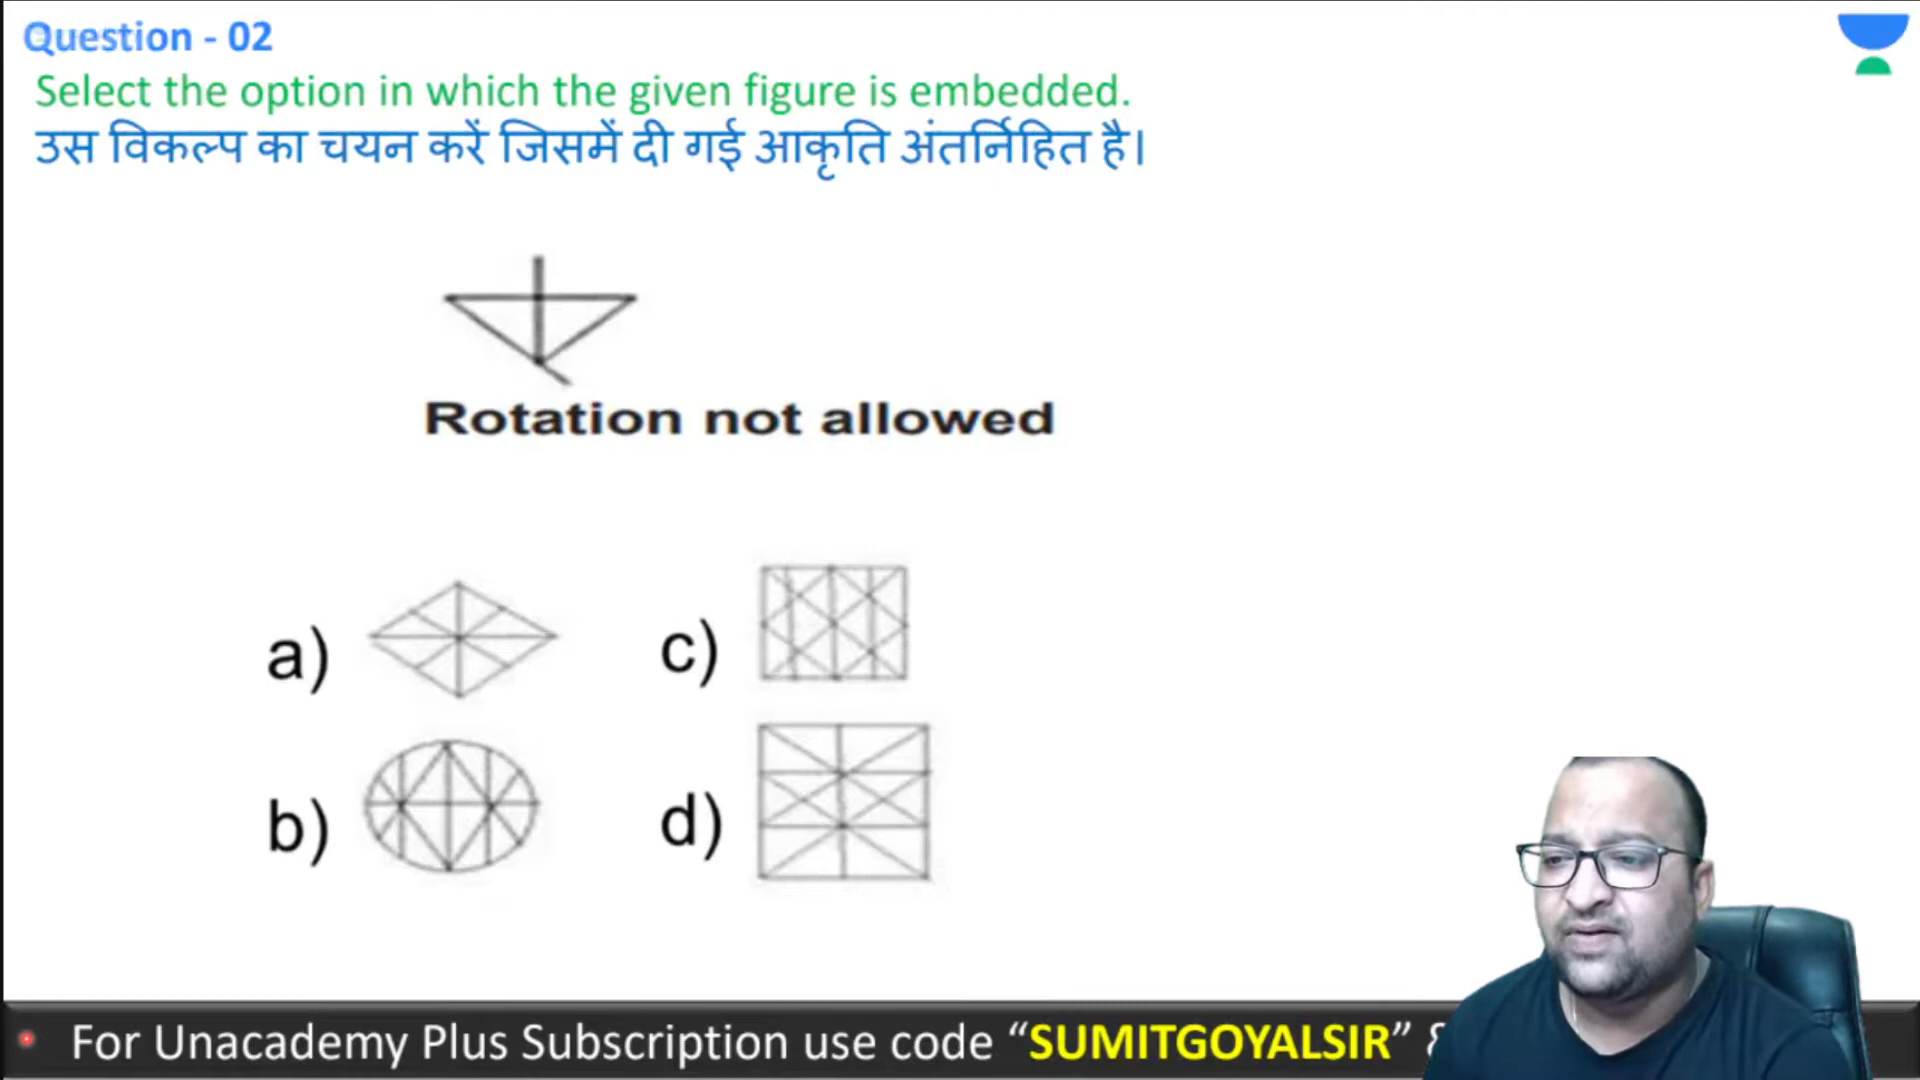 Question - 02
Select the option in which the given figure is embedded.
उस विकल्प का चयन करें जिसमें दी गई आकृति अंतर्निहित है।
Rotation not allowed
a)
c)
b)
d)
For Unacademy Plus Subscription use code “SUMITGOYALSIR” &